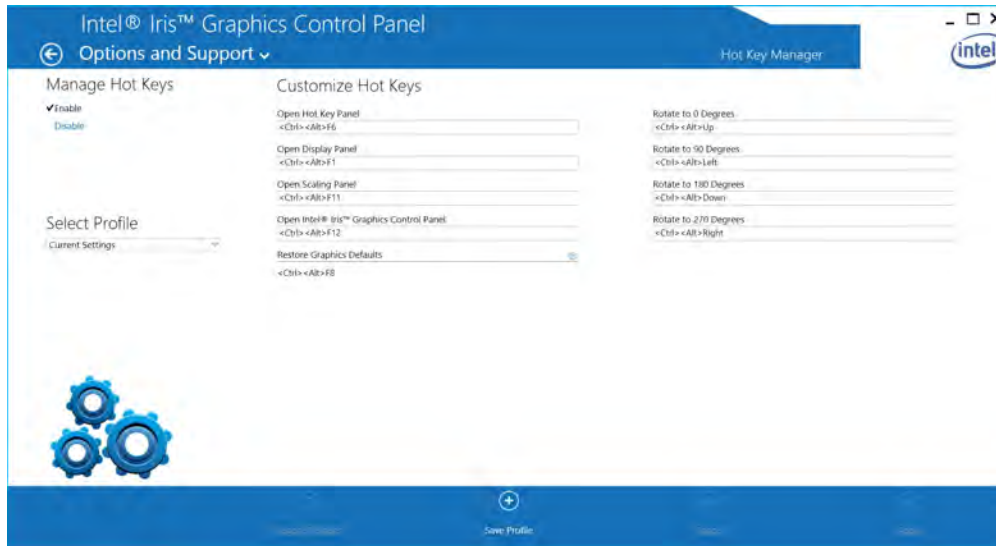 Intel® Iris™ Graphics Control Panel
Options and Support
Hot Key Manager
intel
Manage Hot Keys
✔Enable
Disable
Select Profile
Current Settings
Customize Hot Keys
Open Hot Key Panel
<Ctrl><Alt>F6
Open Display Panel
<Ctrl><Alt>F1
Open Scaling Panel
<Ctrl><Alt>F11
Open Intel® Iris™ Graphics Control Panel
<Ctrl><Alt>F12
Restore Graphics Defaults
<Ctrl><Alt>F8
Rotate to 0 Degrees
<Ctrl><Alt>Up
Rotate to 90 Degrees
<Ctrl><Alt>Left
Rotate to 180 Degrees
<Ctrl><Alt>Down
Rotate to 270 Degrees
<Ctrl><Alt>Right
Save Profile